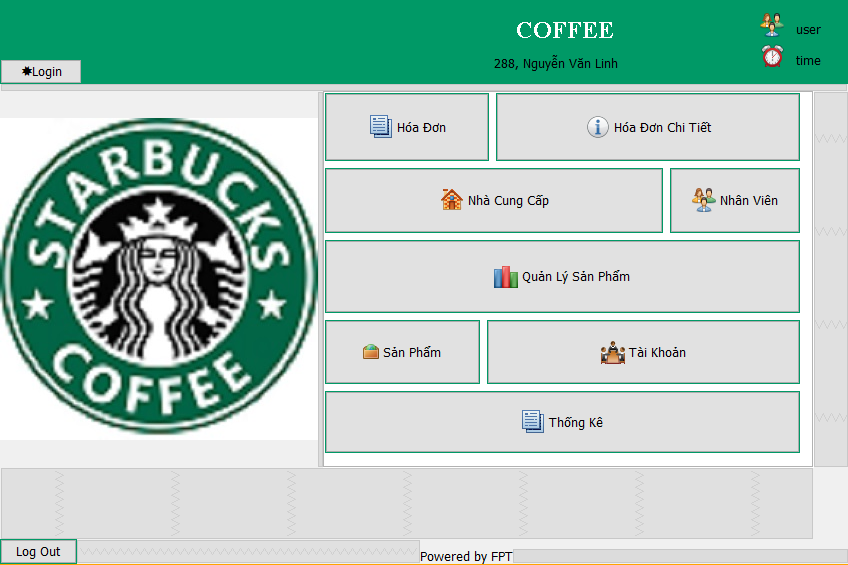 COFFEE
user
288, Nguyễn Văn Linh
time
✸Login
STARBUCKS
COFFEE
Hóa Đơn
Hóa Đơn Chi Tiết
Nhà Cung Cấp
Nhân Viên
Quản Lý Sản Phẩm
Sản Phẩm
Tài Khoản
Thống Kê
Log Out
Powered by FPT